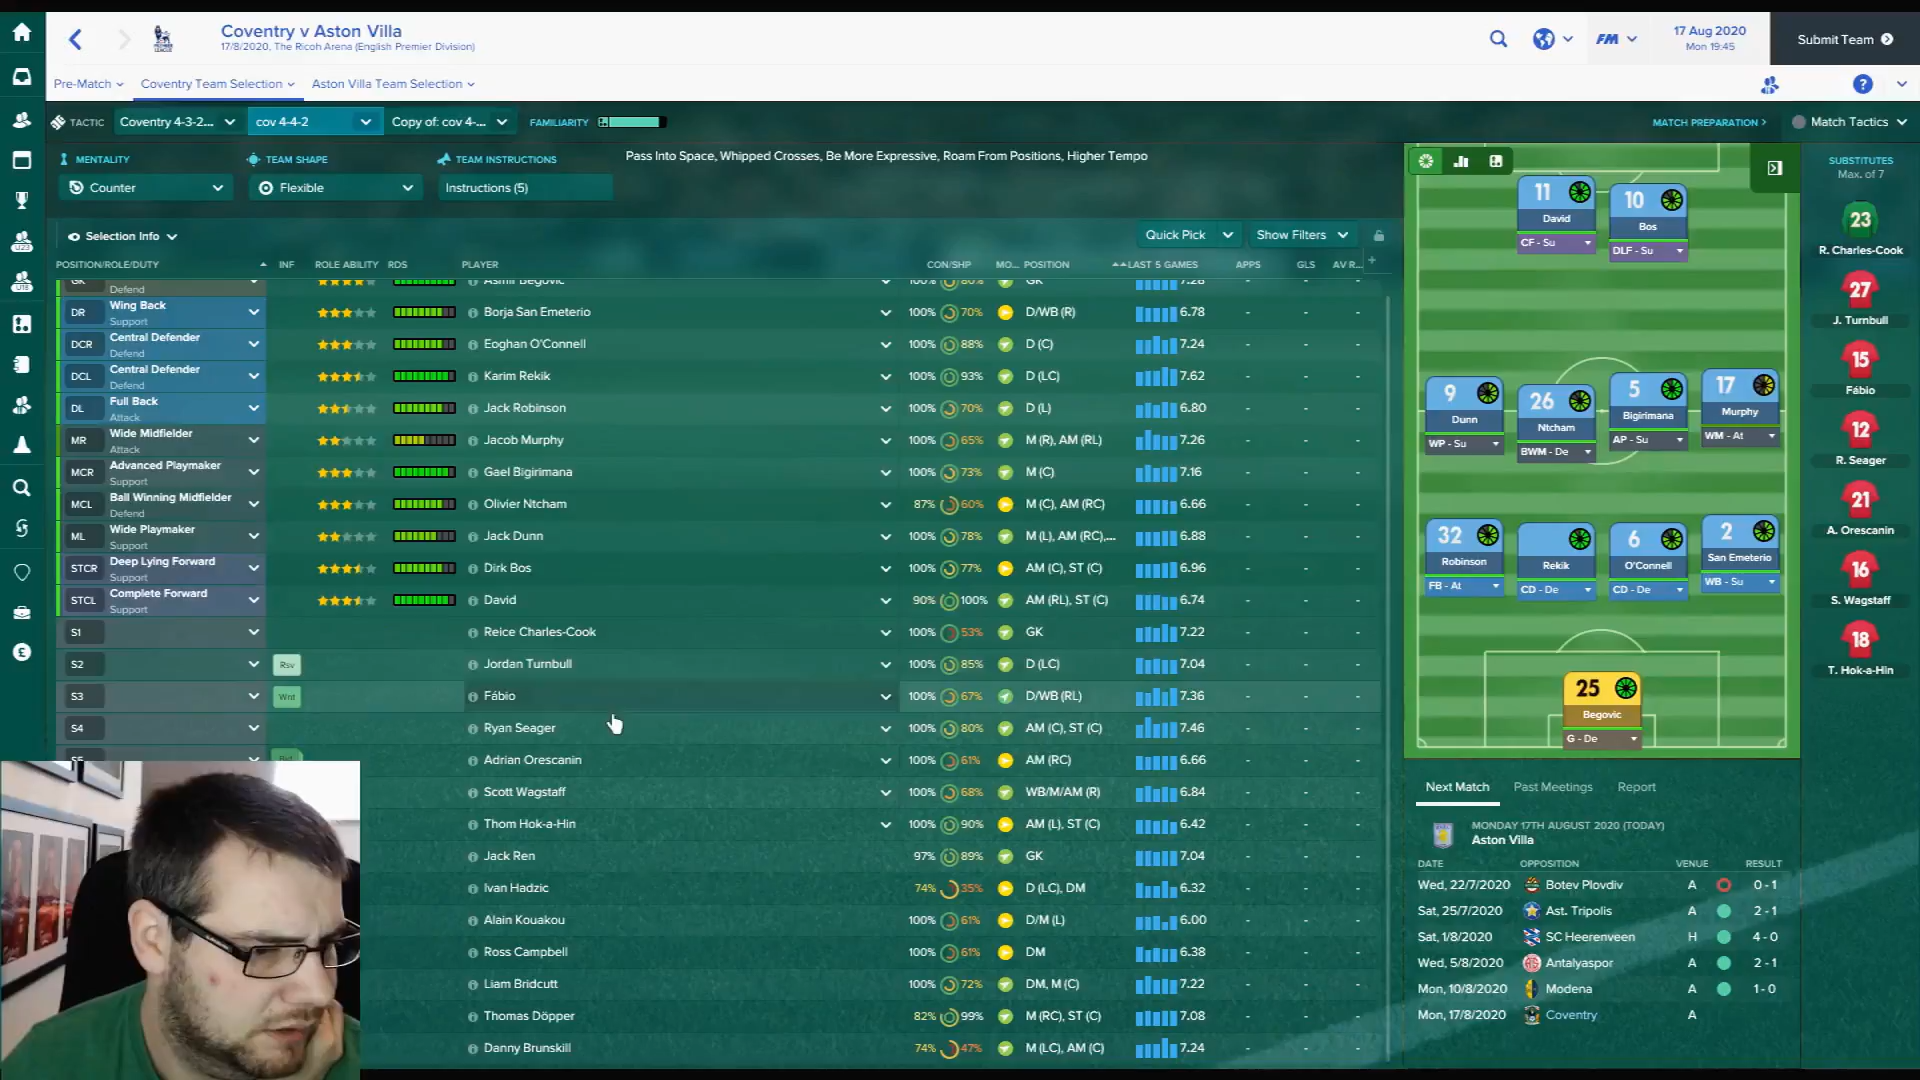 Coventry v Aston Villa
17/8/2020, The Ricoh Arena (English Premier Division)
FM
17 Aug 2020
Mon 19:45
Submit Team
Pre-Match
Coventry Team Selection
Aston Villa Team Selection
?
TACTIC
Coventry 4-3-2...
cov 4-4-2
Copy of: cov 4-...
FAMILIARITY
MATCH PREPARATION >
Match Tactics
MENTALITY
TEAM SHAPE
TEAM INSTRUCTIONS
Pass Into Space, Whipped Crosses, Be More Expressive, Roam From Positions, Higher Tempo
Counter
Flexible
Instructions (5)
Selection Info
Quick Pick
Show Filters
POSITION/ROLE/DUTY INF ROLE ABILITY RDS PLAYER CON/SHP MO... POSITION LAST 5 GAMES APPS GLS AV R...
GK Defend Asmir Begovic 100% 80% GK 7.28
DR Wing Back Support Borja San Emeterio 100% 70% D/WB (R) 6.78 - - -
DCR Central Defender Defend Eoghan O'Connell 100% 88% D (C) 7.24 - - -
DCL Central Defender Defend Karim Rekik 100% 93% D (LC) 7.62 - - -
DL Full Back Attack Jack Robinson 100% 70% D (L) 6.80 - - -
MR Wide Midfielder Attack Jacob Murphy 100% 65% M (R), AM (RL) 7.26 - - -
MCR Advanced Playmaker Support Gael Bigirimana 100% 73% M (C) 7.16 - - -
MCL Ball Winning Midfielder Defend Olivier Ntcham 87% 60% M (C), AM (RC) 6.66 - - -
ML Wide Playmaker Support Jack Dunn 100% 78% M (L), AM (RC),... 6.88 - - -
STCR Deep Lying Forward Support Dirk Bos 100% 77% AM (C), ST (C) 6.96 - - -
STCL Complete Forward Support David 90% 100% AM (RL), ST (C) 6.74 - - -
S1 Reice Charles-Cook 100% 53% GK 7.22 - - -
S2 Rsv Jordan Turnbull 100% 85% D (LC) 7.04 - - -
S3 Wnt Fábio 100% 67% D/WB (RL) 7.36 - - -
S4 Ryan Seager 100% 80% AM (C), ST (C) 7.46 - - -
S5 Adrian Orescanin 100% 61% AM (RC) 6.66 - - -
Scott Wagstaff 100% 68% WB/M/AM (R) 6.84 - - -
Thom Hok-a-Hin 100% 90% AM (L), ST (C) 6.42 - - -
Jack Ren 97% 89% GK 7.04 - - -
Ivan Hadzic 74% 35% D (LC), DM 6.32 - - -
Alain Kouakou 100% 61% D/M (L) 6.00 - - -
Ross Campbell 100% 61% DM 6.38 - - -
Liam Bridcutt 100% 72% DM, M (C) 7.22 - - -
Thomas Döpper 82% 99% M (RC), ST (C) 7.08 - - -
Danny Brunskill 74% 47% M (LC), AM (C) 7.24 - - -
U23
U18
11 10
David Bos
CF - Su DLF - Su
9 26 5 17
Dunn Ntcham Bigirimana Murphy
WP - Su BWM - De AP - Su WM - At
32 6 2
Robinson Rekik O'Connell San Emeterio
FB - At CD - De CD - De WB - Su
25
Begovic
G - De
SUBSTITUTES
Max. of 7
23
R. Charles-Cook
27
J. Turnbull
15
Fábio
12
R. Seager
21
A. Orescanin
16
S. Wagstaff
18
T. Hok-a-Hin
Next Match
Past Meetings
Report
MONDAY 17TH AUGUST 2020 (TODAY)
Aston Villa
DATE OPPOSITION VENUE RESULT
Wed, 22/7/2020 Botev Plovdiv A 0 - 1
Sat, 25/7/2020 Ast. Tripolis A 2 - 1
Sat, 1/8/2020 SC Heerenveen H 4 - 0
Wed, 5/8/2020 Antalyaspor A 2 - 1
Mon, 10/8/2020 Modena A 1 - 0
Mon, 17/8/2020 Coventry A